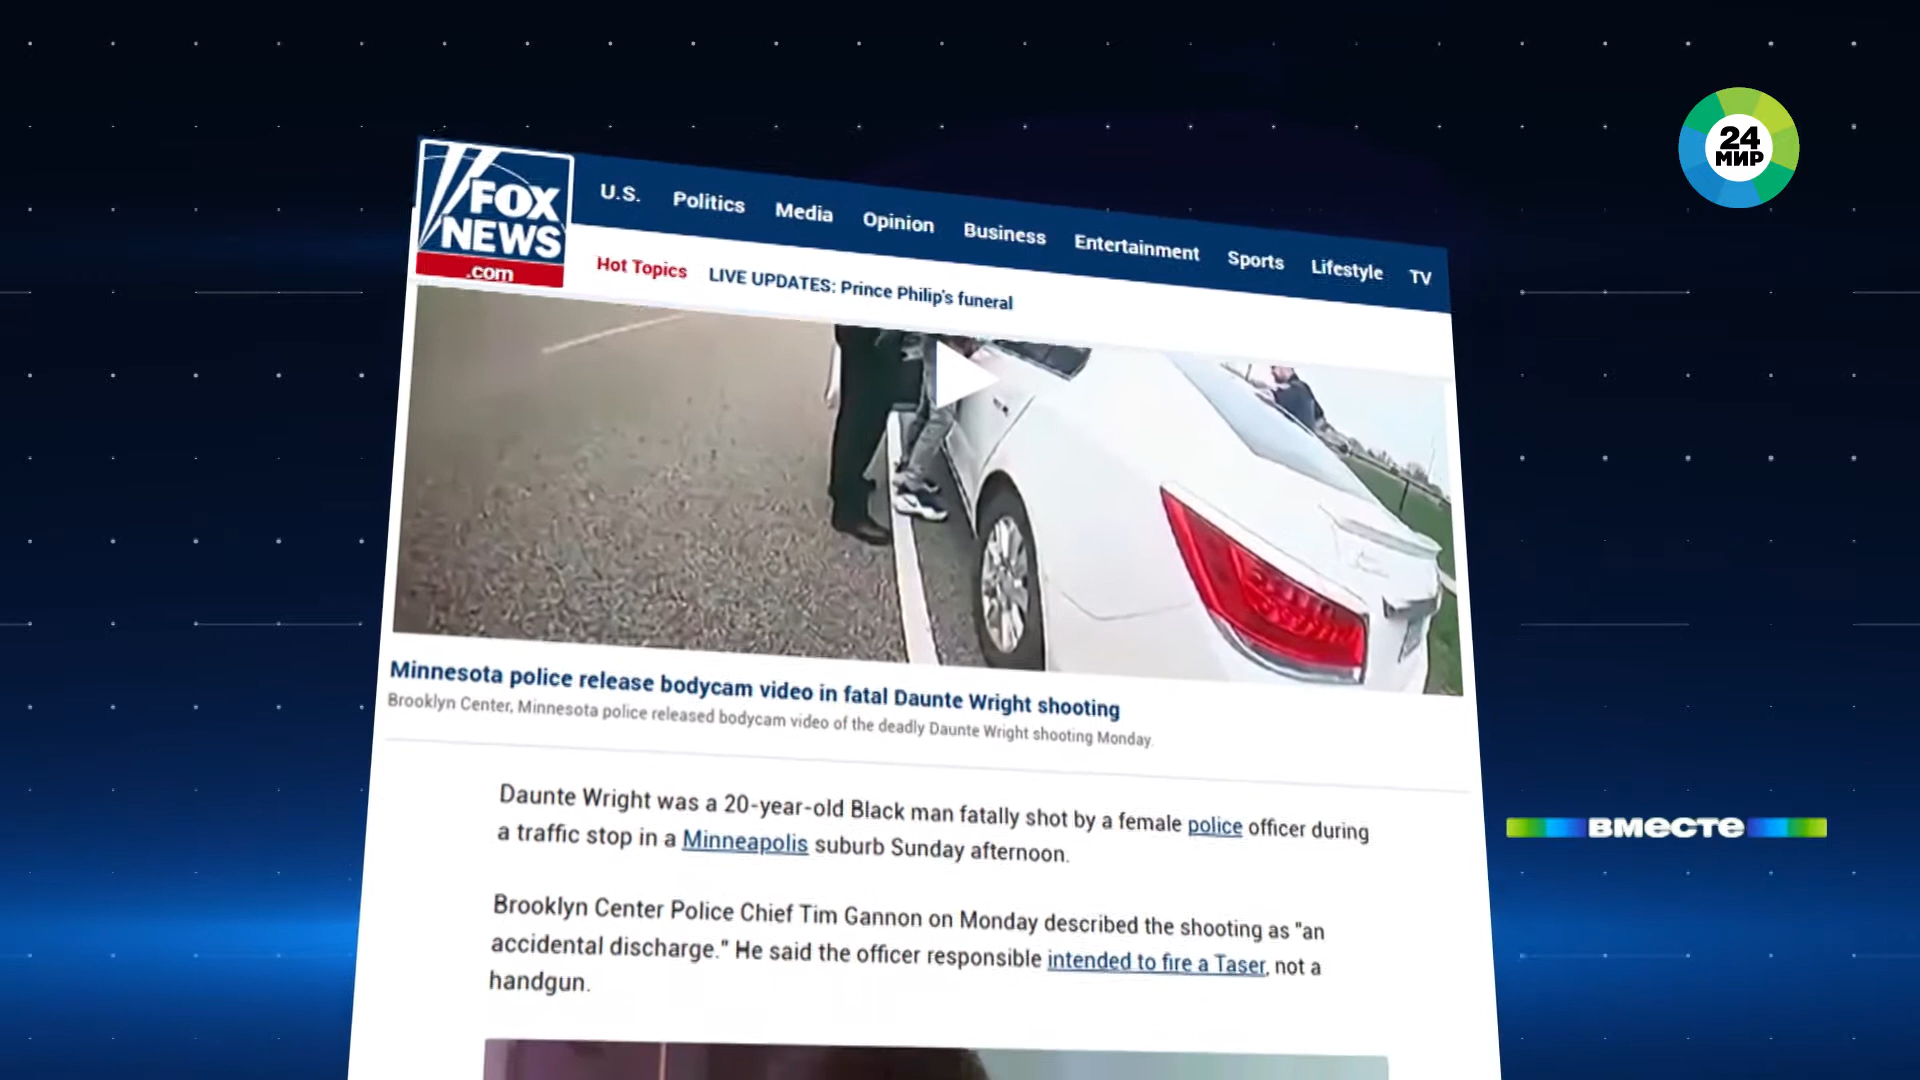 24
МИР
FOX
NEWS
.com
U.S. Politics Media Opinion Business Entertainment Sports Lifestyle TV
Hot Topics LIVE UPDATES: Prince Philip's funeral
Minnesota police release bodycam video in fatal Daunte Wright shooting
Brooklyn Center, Minnesota police released bodycam video of the deadly Daunte Wright shooting Monday.
Daunte Wright was a 20-year-old Black man fatally shot by a female police officer during
a traffic stop in a Minneapolis suburb Sunday afternoon.
ВМЕСТЕ
Brooklyn Center Police Chief Tim Gannon on Monday described the shooting as "an
accidental discharge." He said the officer responsible intended to fire a Taser, not a
handgun.